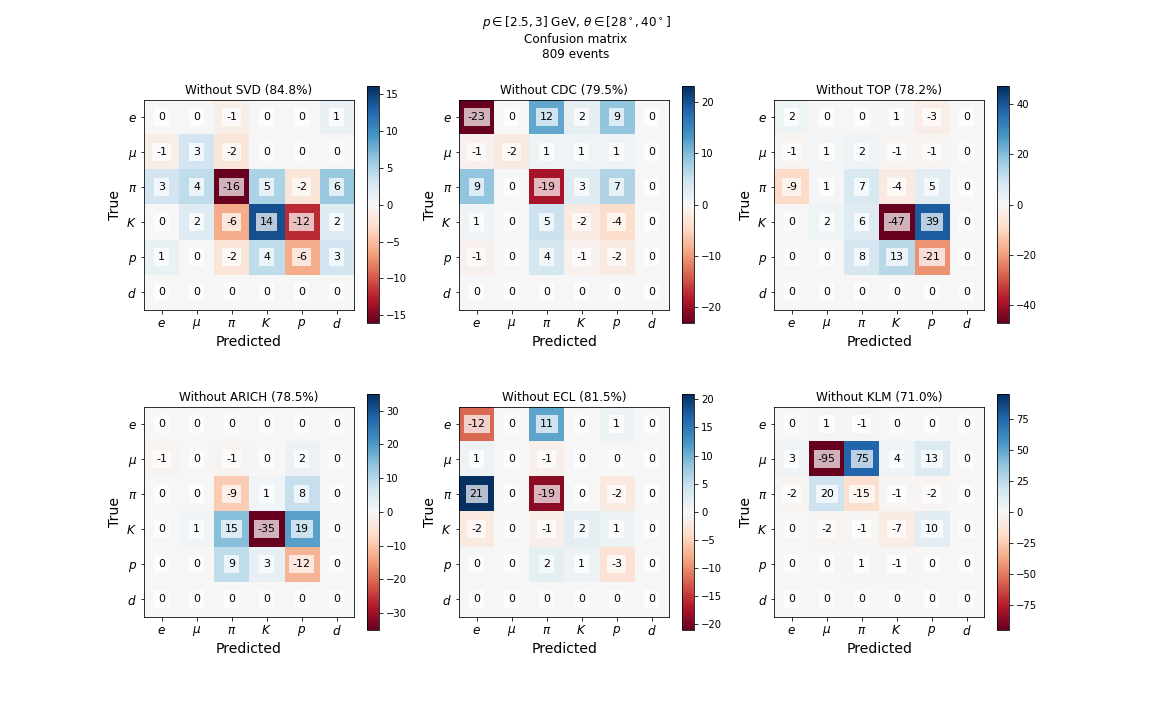 p ∈ [2.5, 3] GeV, θ ∈ [28°, 40°]
Confusion matrix
809 events
Without SVD (84.8%)
True
e 0 0 -1 0 0 1
μ -1 3 -2 0 0 0
π 3 4 -16 5 -2 6
K 0 2 -6 14 -12 2
p 1 0 -2 4 -6 3
d 0 0 0 0 0 0
e μ π K p d
Predicted
15
10
5
0
−5
−10
−15
Without CDC (79.5%)
True
e -23 0 12 2 9 0
μ -1 -2 1 1 1 0
π 9 0 -19 3 7 0
K 1 0 5 -2 -4 0
p -1 0 4 -1 -2 0
d 0 0 0 0 0 0
e μ π K p d
Predicted
20
10
0
−10
−20
Without TOP (78.2%)
True
e 2 0 0 1 -3 0
μ -1 1 2 -1 -1 0
π -9 1 7 -4 5 0
K 0 2 6 -47 39 0
p 0 0 8 13 -21 0
d 0 0 0 0 0 0
e μ π K p d
Predicted
40
20
0
−20
−40
Without ARICH (78.5%)
True
e 0 0 0 0 0 0
μ -1 0 -1 0 2 0
π 0 0 -9 1 8 0
K 0 1 15 -35 19 0
p 0 0 9 3 -12 0
d 0 0 0 0 0 0
e μ π K p d
Predicted
30
20
10
0
−10
−20
−30
Without ECL (81.5%)
True
e -12 0 11 0 1 0
μ 1 0 -1 0 0 0
π 21 0 -19 0 -2 0
K -2 0 -1 2 1 0
p 0 0 2 1 -3 0
d 0 0 0 0 0 0
e μ π K p d
Predicted
20
15
10
5
0
−5
−10
−15
−20
Without KLM (71.0%)
True
e 0 1 -1 0 0 0
μ 3 -95 75 4 13 0
π -2 20 -15 -1 -2 0
K 0 -2 -1 -7 10 0
p 0 0 1 -1 0 0
d 0 0 0 0 0 0
e μ π K p d
Predicted
75
50
25
0
−25
−50
−75